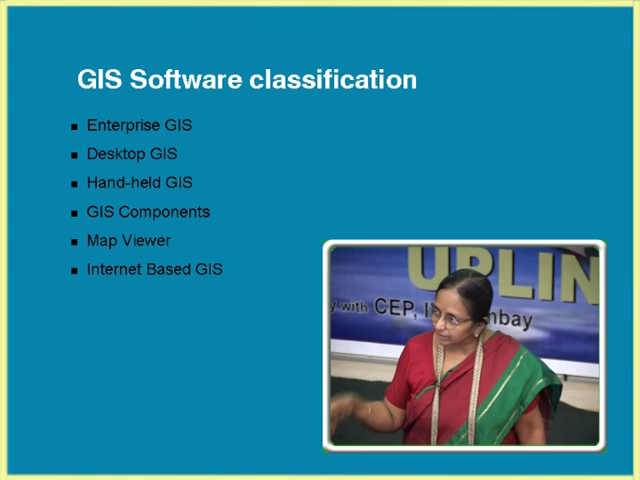 GIS Software classification
Enterprise GIS
Desktop GIS
Hand-held GIS
GIS Components
Map Viewer
Internet Based GIS
UPLIN
with CEP,